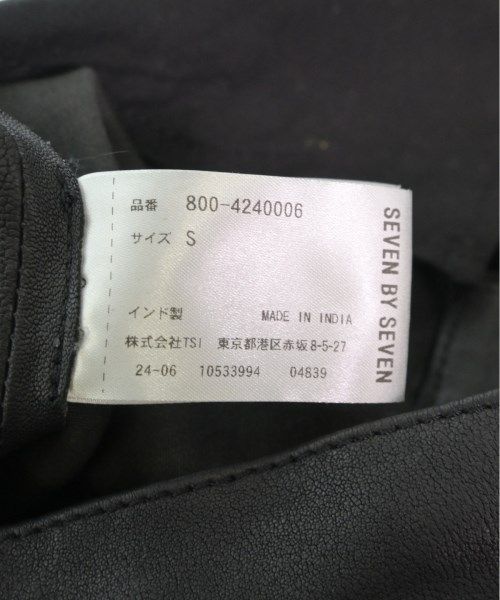 品番 800-4240006
サイズ S
インド製 MADE IN INDIA
株式会社TSI 東京都港区赤坂8-5-27
24-06 10533994 04839
SEVEN BY SEVEN